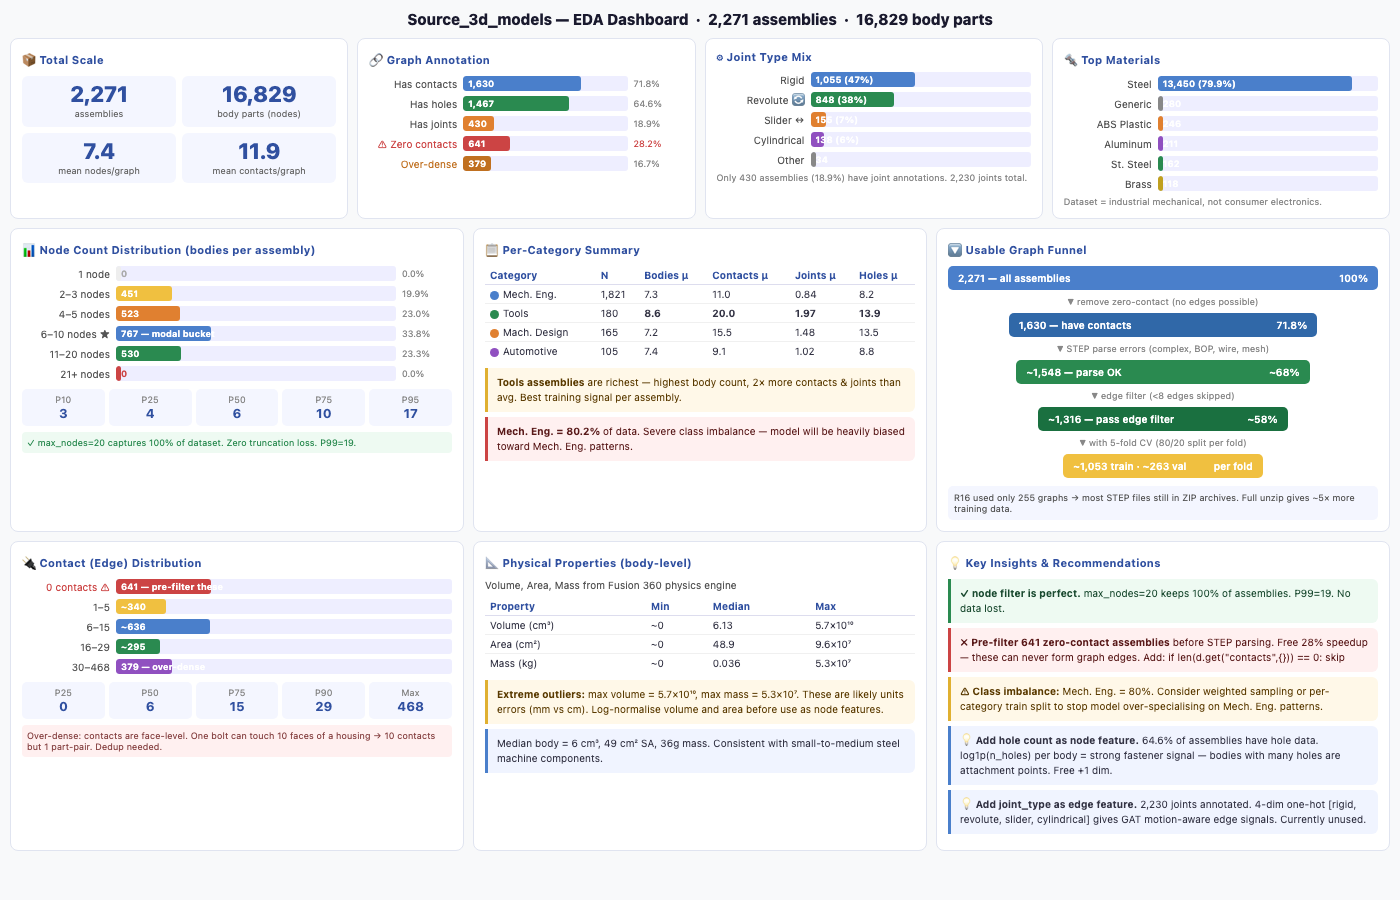 Source_3d_models — EDA Dashboard · 2,271 assemblies · 16,829 body parts
Total Scale
2,271
assemblies
16,829
body parts (nodes)
7.4
mean nodes/graph
11.9
mean contacts/graph
Graph Annotation
Has contacts 1,630 71.8%
Has holes 1,467 64.6%
Has joints 430 18.9%
⚠ Zero contacts 641 28.2%
Over-dense 379 16.7%
Joint Type Mix
Rigid 1,055 (47%)
Revolute 848 (38%)
Slider ↔ (7%)
Cylindrical (6%)
Other
Only 430 assemblies (18.9%) have joint annotations. 2,230 joints total.
Top Materials
Steel 13,450 (79.9%)
Generic
ABS Plastic
Aluminum
St. Steel
Brass
Dataset = industrial mechanical, not consumer electronics.
Node Count Distribution (bodies per assembly)
1 node 0 0.0%
2–3 nodes 451 19.9%
4–5 nodes 523 23.0%
6–10 nodes ★ 767 — modal bucke 33.8%
11–20 nodes 530 23.3%
21+ nodes 0 0.0%
P10 P25 P50 P75 P95
3 4 6 10 17
✓ max_nodes=20 captures 100% of dataset. Zero truncation loss. P99=19.
Per-Category Summary
Category N Bodies μ Contacts μ Joints μ Holes μ
Mech. Eng. 1,821 7.3 11.0 0.84 8.2
Tools 180 8.6 20.0 1.97 13.9
Mach. Design 165 7.2 15.5 1.48 13.5
Automotive 105 7.4 9.1 1.02 8.8
Tools assemblies are richest — highest body count, 2× more contacts & joints than
avg. Best training signal per assembly.
Mech. Eng. = 80.2% of data. Severe class imbalance — model will be heavily biased
toward Mech. Eng. patterns.
Usable Graph Funnel
2,271 — all assemblies 100%
▼ remove zero-contact (no edges possible)
1,630 — have contacts 71.8%
▼ STEP parse errors (complex, BOP, wire, mesh)
~1,548 — parse OK ~68%
▼ edge filter (<8 edges skipped)
~1,316 — pass edge filter ~58%
▼ with 5-fold CV (80/20 split per fold)
~1,053 train · ~263 val per fold
R16 used only 255 graphs → most STEP files still in ZIP archives. Full unzip gives ~5× more
training data.
Contact (Edge) Distribution
0 contacts ⚠ 641 — pre-filter these
1–5 ~340
6–15 ~636
16–29 ~295
30–468 379 — over-dense
P25 P50 P75 P90 Max
0 6 15 29 468
Over-dense: contacts are face-level. One bolt can touch 10 faces of a housing → 10 contacts
but 1 part-pair. Dedup needed.
Physical Properties (body-level)
Volume, Area, Mass from Fusion 360 physics engine
Property Min Median Max
Volume (cm³) ~0 6.13 5.7×10¹⁰
Area (cm²) ~0 48.9 9.6×10⁷
Mass (kg) ~0 0.036 5.3×10⁷
Extreme outliers: max volume = 5.7×10¹⁰, max mass = 5.3×10⁷. These are likely units
errors (mm vs cm). Log-normalise volume and area before use as node features.
Median body = 6 cm³, 49 cm² SA, 36g mass. Consistent with small-to-medium steel
machine components.
Key Insights & Recommendations
✓ node filter is perfect. max_nodes=20 keeps 100% of assemblies. P99=19. No
data lost.
✕ Pre-filter 641 zero-contact assemblies before STEP parsing. Free 28% speedup
— these can never form graph edges. Add: if len(d.get("contacts",{})) == 0: skip
⚠ Class imbalance: Mech. Eng. = 80%. Consider weighted sampling or per-
category train split to stop model over-specialising on Mech. Eng. patterns.
Add hole count as node feature. 64.6% of assemblies have hole data.
log1p(n_holes) per body = strong fastener signal — bodies with many holes are
attachment points. Free +1 dim.
Add joint_type as edge feature. 2,230 joints annotated. 4-dim one-hot [rigid,
revolute, slider, cylindrical] gives GAT motion-aware edge signals. Currently unused.